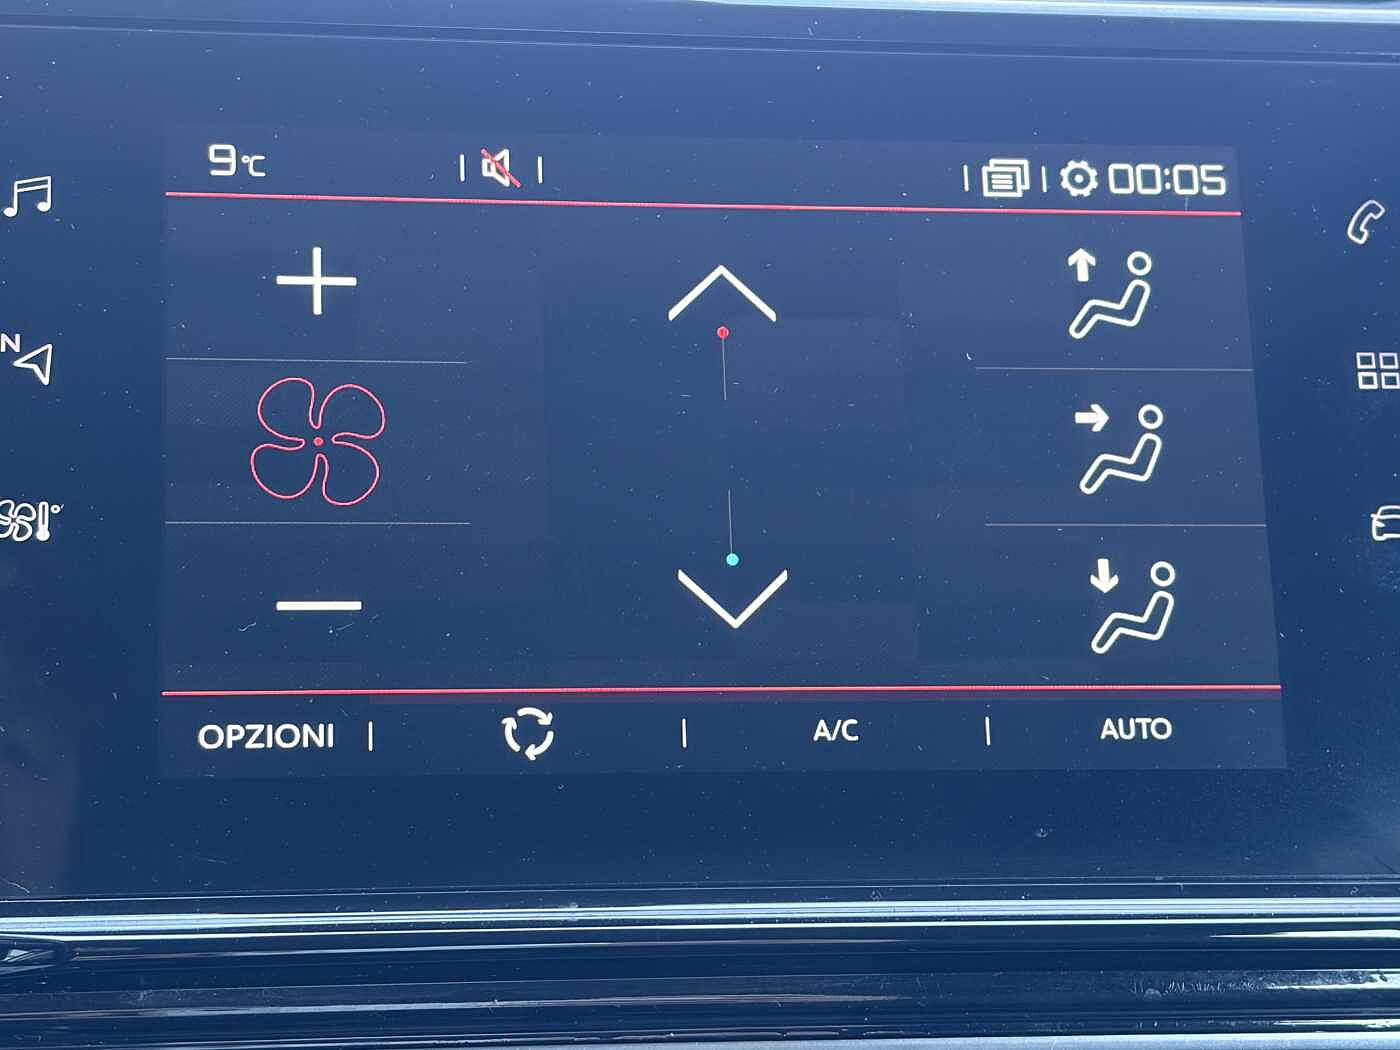 9°C
00:05
N
OPZIONI
A/C
AUTO